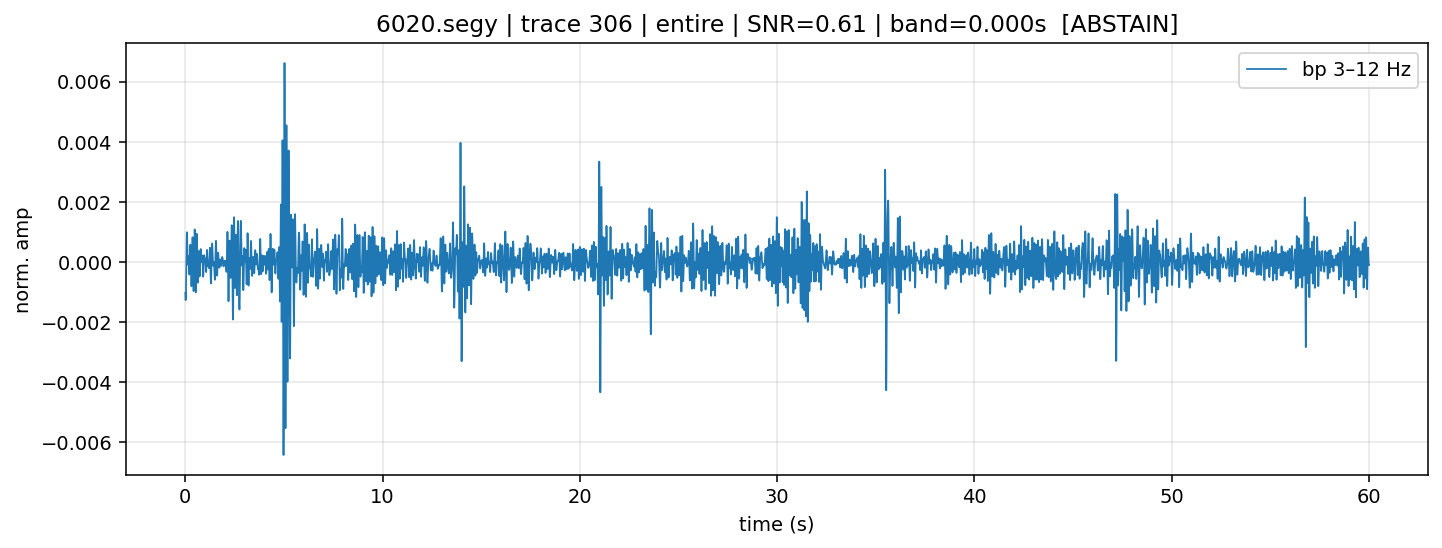 6020.segy | trace 306 | entire | SNR=0.61 | band=0.000s  [ABSTAIN]
bp 3–12 Hz
norm. amp
0.006
0.004
0.002
0.000
−0.002
−0.004
−0.006
0 10 20 30 40 50 60
time (s)